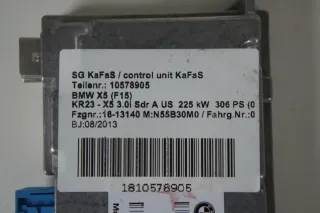 SG KaFaS / control unit KaFaS
Teilenr.: 10578905
BMW X5 (F15)
KR23 - X5 3.0i Sdr A US 225 kW 306 PS (0
Fzgnr.:16-13140 M:N55B30M0 / Fahrg.Nr.:0
BJ:08/2013
1810578905